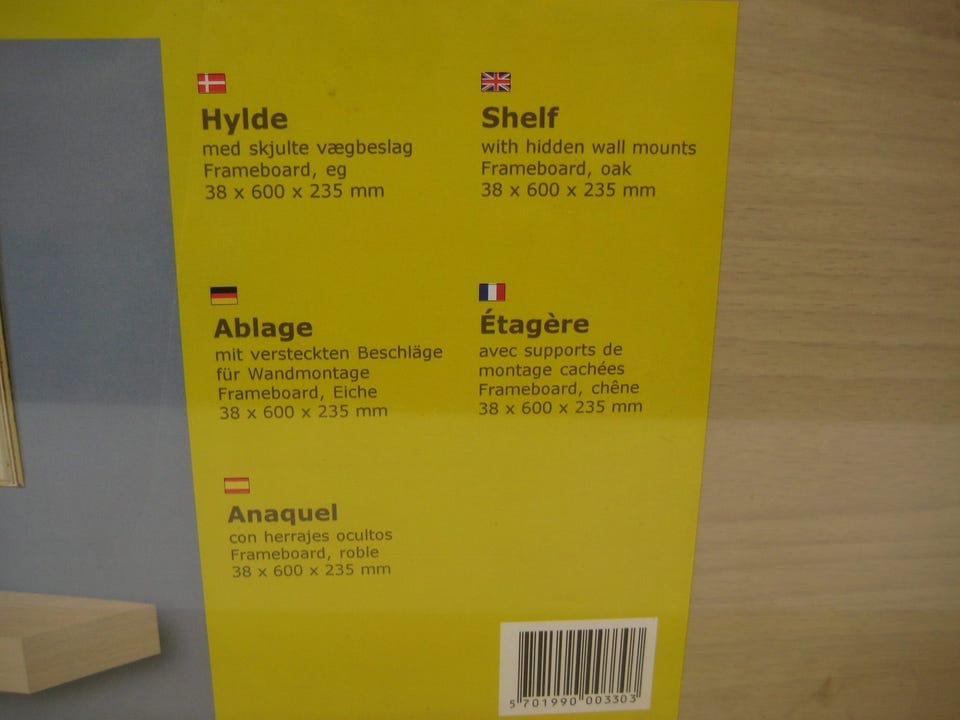 Hylde
med skjulte vægbeslag
Frameboard, eg
38 x 600 x 235 mm
Shelf
with hidden wall mounts
Frameboard, oak
38 x 600 x 235 mm
Ablage
mit versteckten Beschläge
für Wandmontage
Frameboard, Eiche
38 x 600 x 235 mm
Étagère
avec supports de
montage cachées
Frameboard, chêne
38 x 600 x 235 mm
Anaquel
con herrajes ocultos
Frameboard, roble
38 x 600 x 235 mm
5 701990 003303